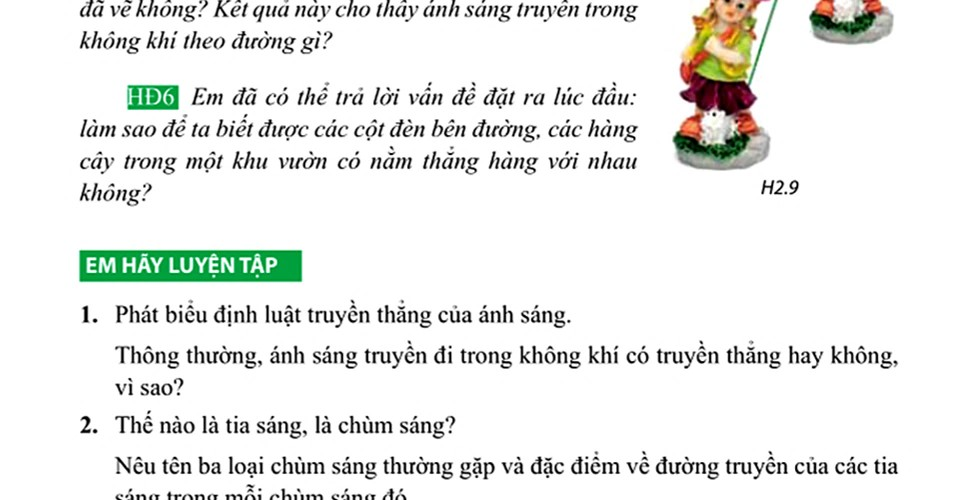 đã vẽ không? Kết quả này cho thấy ánh sáng truyền trong
không khí theo đường gì?
HĐ6 Em đã có thể trả lời vấn đề đặt ra lúc đầu:
làm sao để ta biết được các cột đèn bên đường, các hàng
cây trong một khu vườn có nằm thẳng hàng với nhau
không?
H2.9
EM HÃY LUYỆN TẬP
1. Phát biểu định luật truyền thẳng của ánh sáng.
Thông thường, ánh sáng truyền đi trong không khí có truyền thẳng hay không,
vì sao?
2. Thế nào là tia sáng, là chùm sáng?
Nêu tên ba loại chùm sáng thường gặp và đặc điểm về đường truyền của các tia
sáng trong mỗi chùm sáng đó.